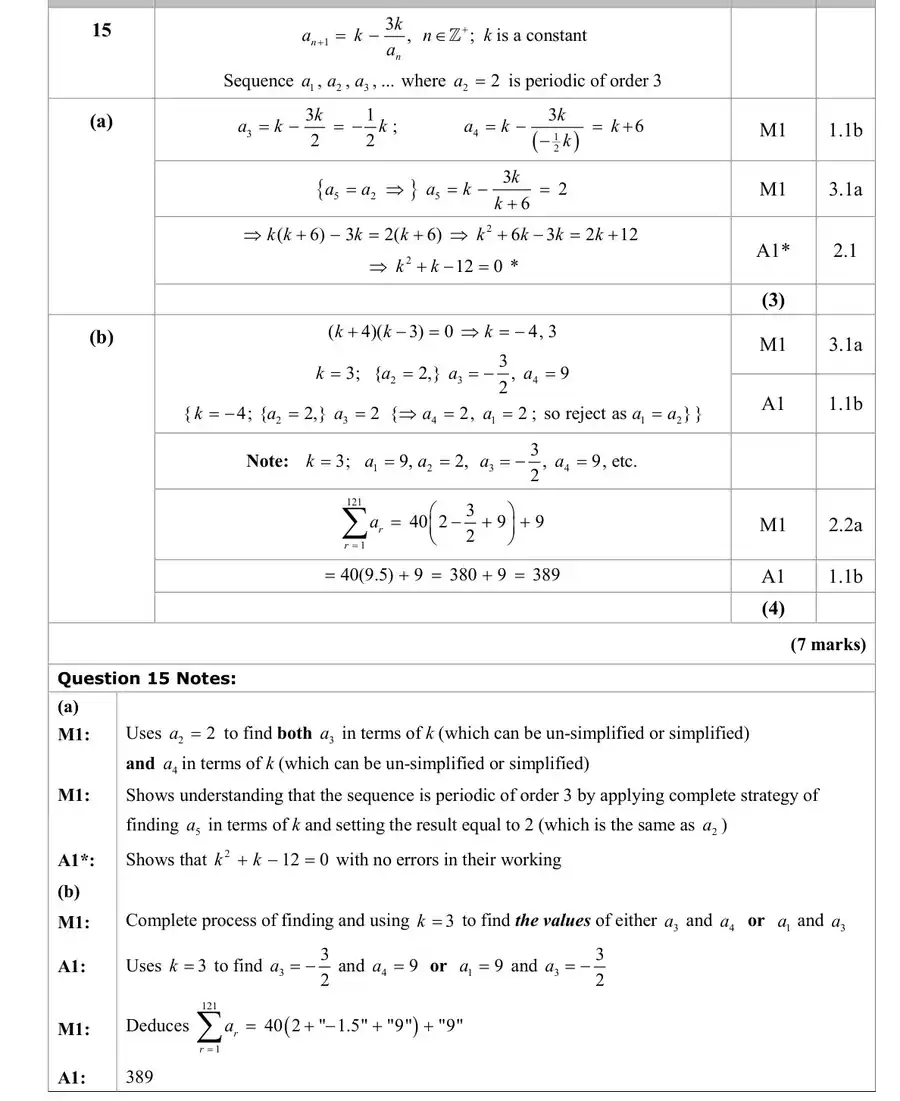 15
aₙ₊₁ = k − 3k/aₙ, n ∈ ℤ⁺; k is a constant
Sequence a₁, a₂, a₃, ... where a₂ = 2 is periodic of order 3
(a)
a₃ = k − 3k/2 = −1/2 k; a₄ = k − 3k/(−1/2 k) = k + 6
M1 1.1b
{a₅ = a₂ ⇒} a₅ = k − 3k/(k + 6) = 2
M1 3.1a
⇒ k(k + 6) − 3k = 2(k + 6) ⇒ k² + 6k − 3k = 2k + 12
⇒ k² + k − 12 = 0 *
A1* 2.1
(3)
(b)
(k + 4)(k − 3) = 0 ⇒ k = −4, 3
M1 3.1a
k = 3; {a₂ = 2,} a₃ = −3/2, a₄ = 9
{k = −4; {a₂ = 2,} a₃ = 2 {⇒ a₄ = 2, a₁ = 2; so reject as a₁ = a₂}}
A1 1.1b
Note: k = 3; a₁ = 9, a₂ = 2, a₃ = −3/2, a₄ = 9, etc.
∑_{r=1}^{121} aᵣ = 40(2 − 3/2 + 9) + 9
M1 2.2a
= 40(9.5) + 9 = 380 + 9 = 389
A1 1.1b
(4)
(7 marks)
Question 15 Notes:
(a)
M1: Uses a₂ = 2 to find both a₃ in terms of k (which can be un-simplified or simplified)
and a₄ in terms of k (which can be un-simplified or simplified)
M1: Shows understanding that the sequence is periodic of order 3 by applying complete strategy of
finding a₅ in terms of k and setting the result equal to 2 (which is the same as a₂)
A1*: Shows that k² + k − 12 = 0 with no errors in their working
(b)
M1: Complete process of finding and using k = 3 to find the values of either a₃ and a₄ or a₁ and a₃
A1: Uses k = 3 to find a₃ = −3/2 and a₄ = 9 or a₁ = 9 and a₃ = −3/2
M1: Deduces ∑_{r=1}^{121} aᵣ = 40(2 + "−1.5" + "9") + "9"
A1: 389